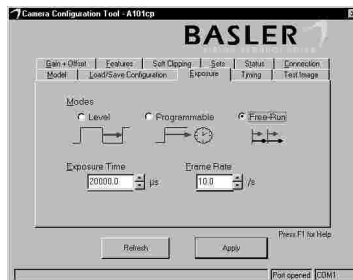 Camera Configuration Tool - A101cp
BASLER
Gain + Offset Features Soft Clipping Sets Status Connection
Model Load/Save Configuration Exposure Timing Test Image
Modes
Level Programmable Free-Run
Exposure Time Frame Rate
20000.0 µs 10.0 /s
Press F1 for Help
Refresh Apply
Port opened COM1